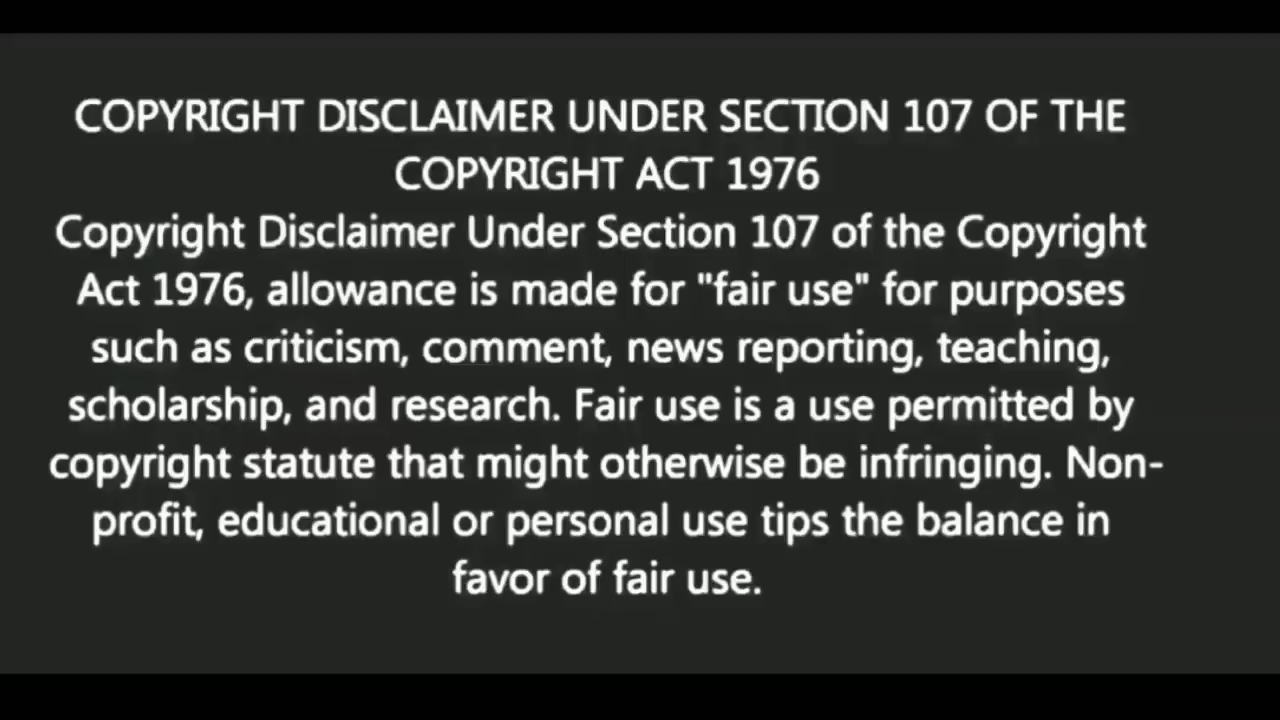 COPYRIGHT DISCLAIMER UNDER SECTION 107 OF THE
COPYRIGHT ACT 1976
Copyright Disclaimer Under Section 107 of the Copyright
Act 1976, allowance is made for "fair use" for purposes
such as criticism, comment, news reporting, teaching,
scholarship, and research. Fair use is a use permitted by
copyright statute that might otherwise be infringing. Non-
profit, educational or personal use tips the balance in
favor of fair use.